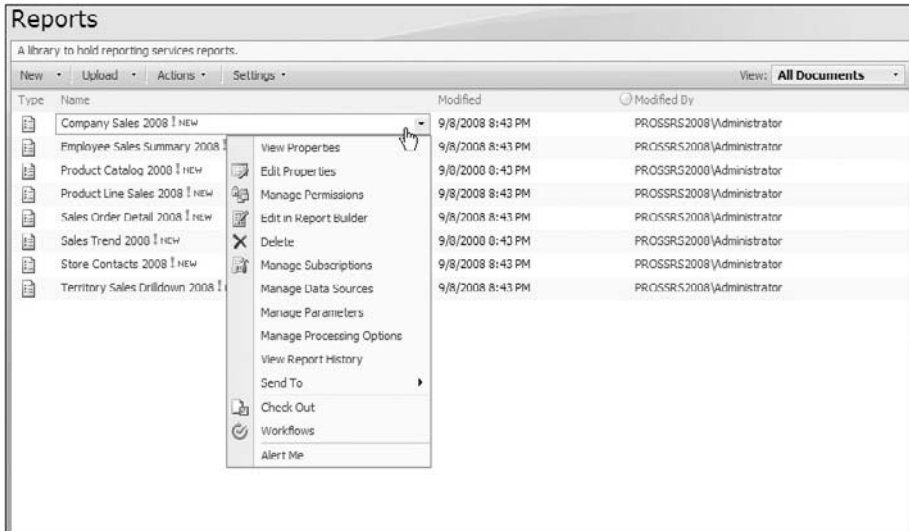 Reports
A library to hold reporting services reports.
New Upload Actions Settings View: All Documents
Type Name Modified Modified By
Company Sales 2008 ! NEW 9/8/2008 8:43 PM PROSSRS2008\Administrator
Employee Sales Summary 2008 ! 9/8/2008 8:43 PM PROSSRS2008\Administrator
Product Catalog 2008 ! NEW 9/8/2008 8:43 PM PROSSRS2008\Administrator
Product Line Sales 2008 ! NEW 9/8/2008 8:43 PM PROSSRS2008\Administrator
Sales Order Detail 2008 ! NEW 9/8/2008 8:43 PM PROSSRS2008\Administrator
Sales Trend 2008 ! NEW 9/8/2008 8:43 PM PROSSRS2008\Administrator
Store Contacts 2008 ! NEW 9/8/2008 8:43 PM PROSSRS2008\Administrator
Territory Sales Drilldown 2008 ! 9/8/2008 8:43 PM PROSSRS2008\Administrator
View Properties
Edit Properties
Manage Permissions
Edit in Report Builder
Delete
Manage Subscriptions
Manage Data Sources
Manage Parameters
Manage Processing Options
View Report History
Send To
Check Out
Workflows
Alert Me